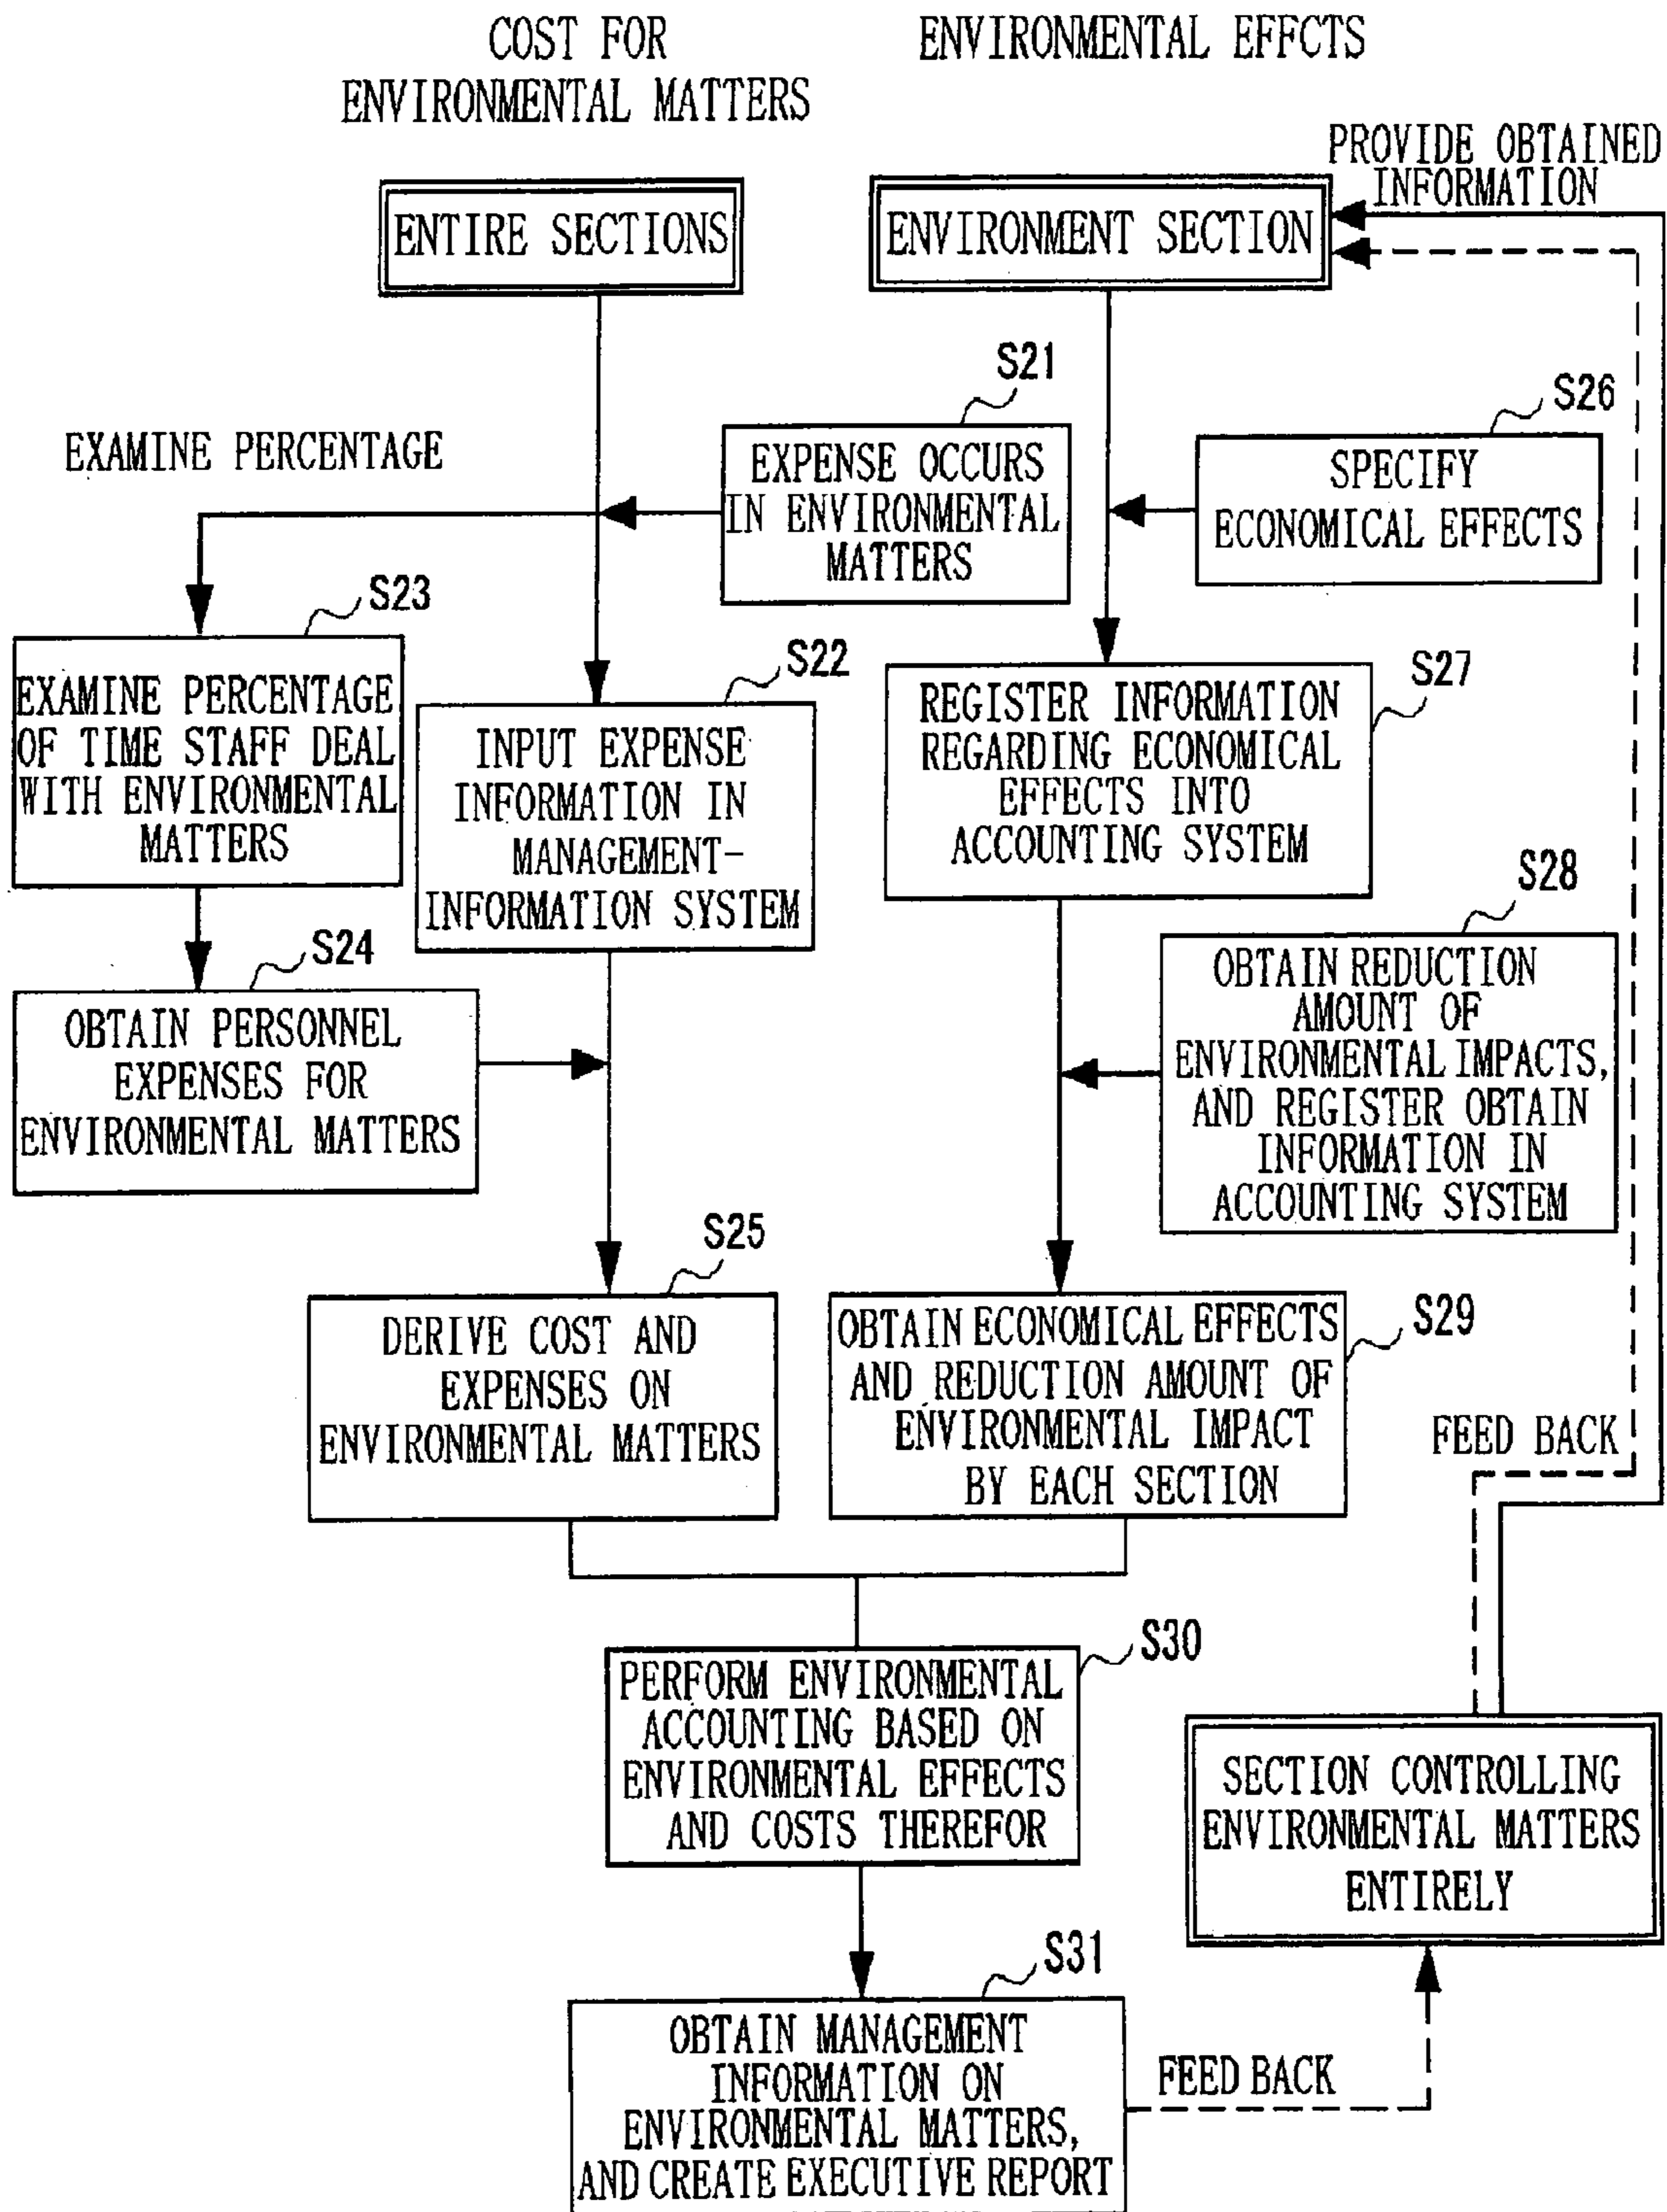 COST FOR
ENVIRONMENTAL MATTERS
ENVIRONMENTAL EFFCTS
PROVIDE OBTAINED
INFORMATION
ENTIRE SECTIONS
ENVIRONMENT SECTION
S21
EXPENSE OCCURS
IN ENVIRONMENTAL
MATTERS
S26
SPECIFY
ECONOMICAL EFFECTS
EXAMINE PERCENTAGE
S23
EXAMINE PERCENTAGE
OF TIME STAFF DEAL
WITH ENVIRONMENTAL
MATTERS
S22
INPUT EXPENSE
INFORMATION IN
MANAGEMENT-
INFORMATION SYSTEM
S27
REGISTER INFORMATION
REGARDING ECONOMICAL
EFFECTS INTO
ACCOUNTING SYSTEM
S24
OBTAIN PERSONNEL
EXPENSES FOR
ENVIRONMENTAL MATTERS
S28
OBTAIN REDUCTION
AMOUNT OF
ENVIRONMENTAL IMPACTS,
AND REGISTER OBTAIN
INFORMATION IN
ACCOUNTING SYSTEM
S25
DERIVE COST AND
EXPENSES ON
ENVIRONMENTAL MATTERS
S29
OBTAIN ECONOMICAL EFFECTS
AND REDUCTION AMOUNT OF
ENVIRONMENTAL IMPACT
BY EACH SECTION
FEED BACK
S30
PERFORM ENVIRONMENTAL
ACCOUNTING BASED ON
ENVIRONMENTAL EFFECTS
AND COSTS THEREFOR
SECTION CONTROLLING
ENVIRONMENTAL MATTERS
ENTIRELY
S31
OBTAIN MANAGEMENT
INFORMATION ON
ENVIRONMENTAL MATTERS,
AND CREATE EXECUTIVE REPORT
FEED BACK